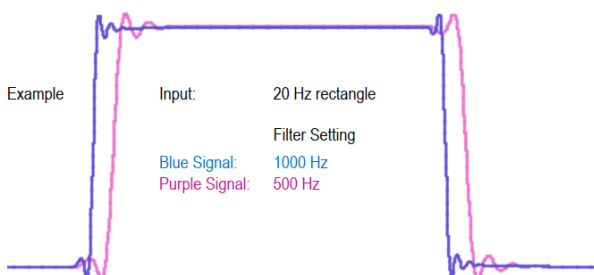 Example Input: 20 Hz rectangle
Filter Setting
Blue Signal: 1000 Hz
Purple Signal: 500 Hz